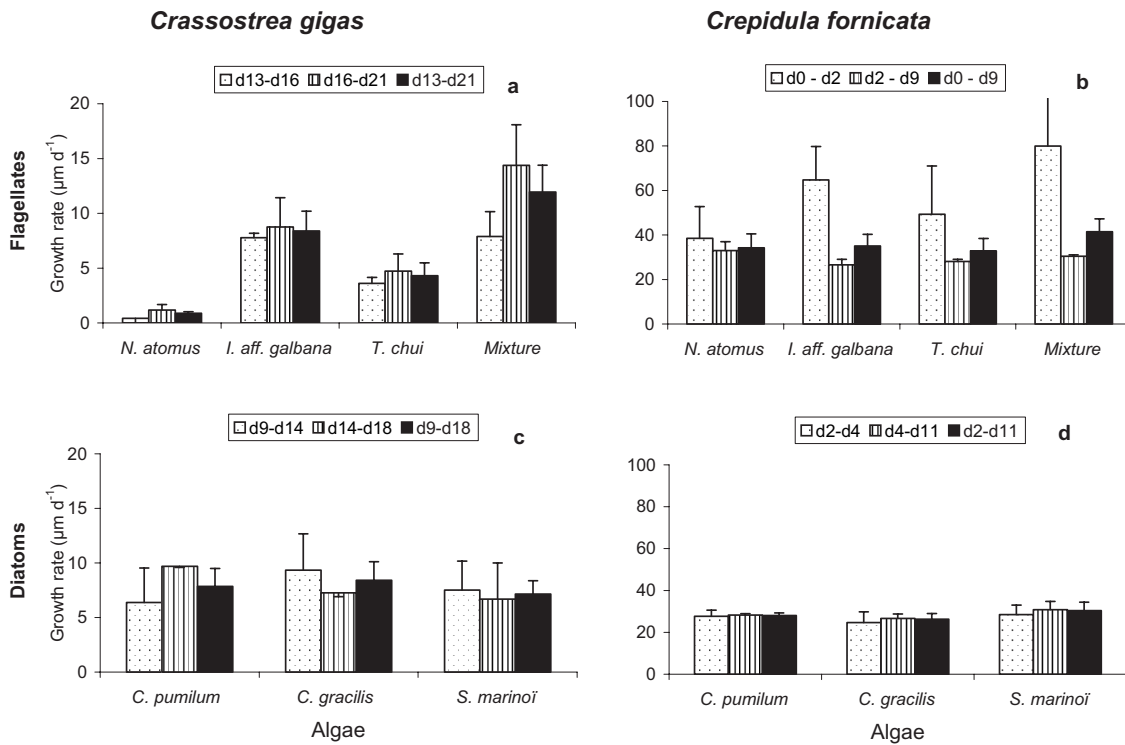 Crassostrea gigas
Crepidula fornicata
Flagellates
d13-d16 d16-d21 d13-d21
a
Growth rate (µm d⁻¹)
20
15
10
5
0
N. atomus I. aff. galbana T. chui Mixture
d0 - d2 d2 - d9 d0 - d9
b
100
80
60
40
20
0
N. atomus I. aff. galbana T. chui Mixture
Diatoms
d9-d14 d14-d18 d9-d18
c
Growth rate (µm d⁻¹)
20
15
10
5
0
C. pumilum C. gracilis S. marinoï
Algae
d2-d4 d4-d11 d2-d11
d
100
80
60
40
20
0
C. pumilum C. gracilis S. marinoï
Algae